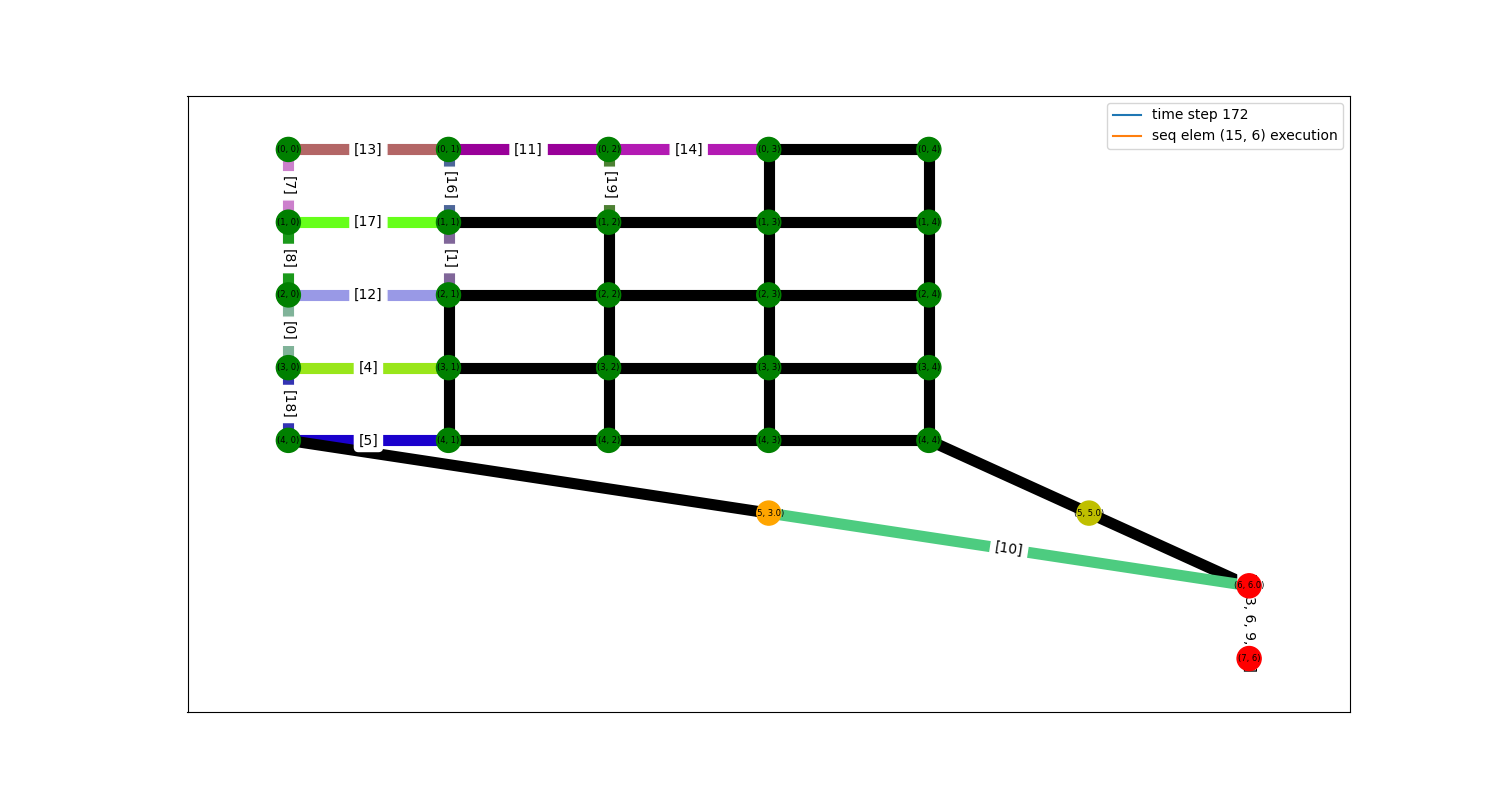 time step 172
seq elem (15, 6) execution
(0, 0) [13] (0, 1) [11] (0, 2) [14] (0, 3) (0, 4)
[7] [16] [19]
(1, 0) [17] (1, 1) (1, 2) (1, 3) (1, 4)
[8] [1]
(2, 0) [12] (2, 1) (2, 2) (2, 3) (2, 4)
[0]
(3, 0) [4] (3, 1) (3, 2) (3, 3) (3, 4)
[18]
(4, 0) [5] (4, 1) (4, 2) (4, 3) (4, 4)
(5, 3.0) (5, 5.0)
[10]
(6, 6.0)
3, 6, 9,
(7, 6)